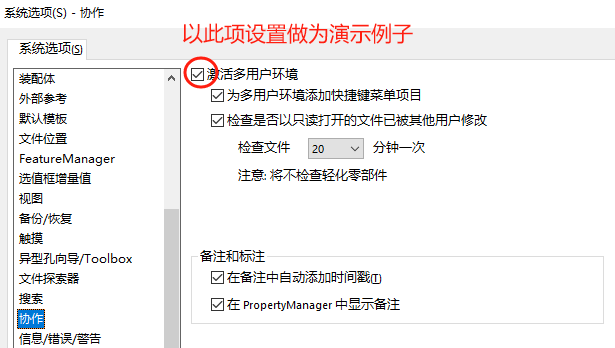 系统选项(S) - 协作
以此项设置做为演示例子
系统选项(S)
装配体
外部参考
默认模板
文件位置
FeatureManager
选值框增量值
视图
备份/恢复
触摸
异型孔向导/Toolbox
文件探索器
搜索
协作
信息/错误/警告
激活多用户环境
为多用户环境添加快捷键菜单项目
检查是否以只读打开的文件已被其他用户修改
检查文件 20 分钟一次
注意: 将不检查轻化零部件
备注和标注
在备注中自动添加时间戳(T)
在 PropertyManager 中显示备注